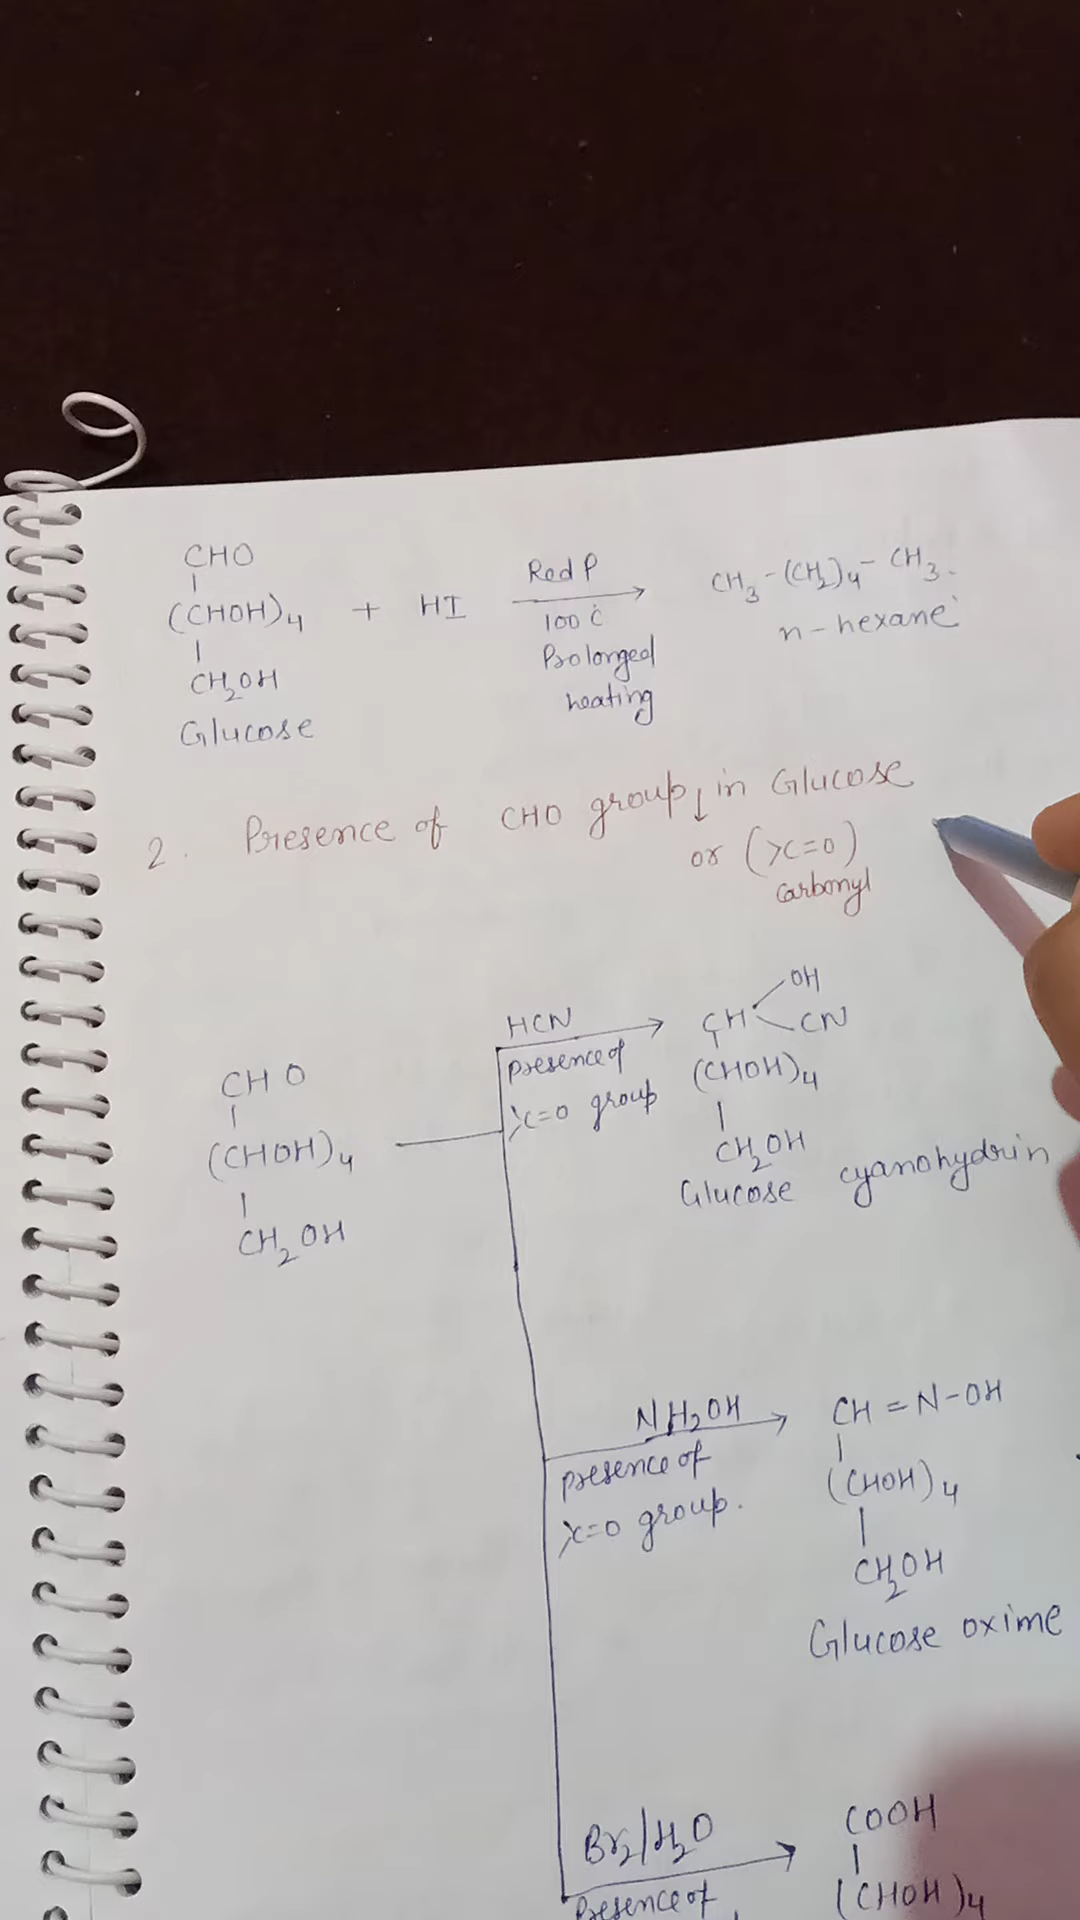 CHO
|
(CHOH)4 + HI Red P CH3-(CH2)4-CH3.
100 C
| Prolonged n-hexane
CH2OH heating
Glucose
2. Presence of CHO group↓ in Glucose
or (>C=O)
carbonyl
HCN CH OH
CN
CHO presence of (CHOH)4
| >C=O group |
(CHOH)4 CH2OH
| Glucose cyanohydrin
CH2OH
NH2OH CH=N-OH
presence of |
>C=O group. (CHOH)4
|
CH2OH
Glucose oxime
Br2/H2O COOH
|
Presence of (CHOH)4